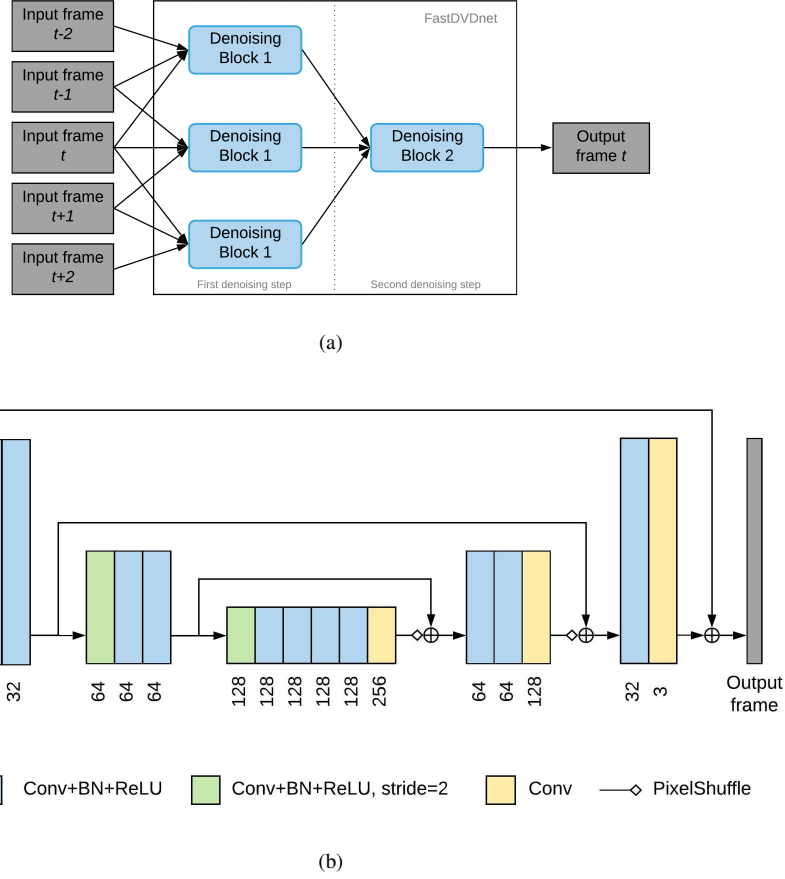 Input frame
t-2
Input frame
t-1
Input frame
t
Input frame
t+1
Input frame
t+2
FastDVDnet
Denoising
Block 1
Denoising
Block 1
Denoising
Block 1
Denoising
Block 2
Output
frame t
First denoising step
Second denoising step
(a)
32
64
64
64
128
128
128
128
128
256
64
64
128
32
3
Output
frame
Conv+BN+ReLU
Conv+BN+ReLU, stride=2
Conv
PixelShuffle
(b)